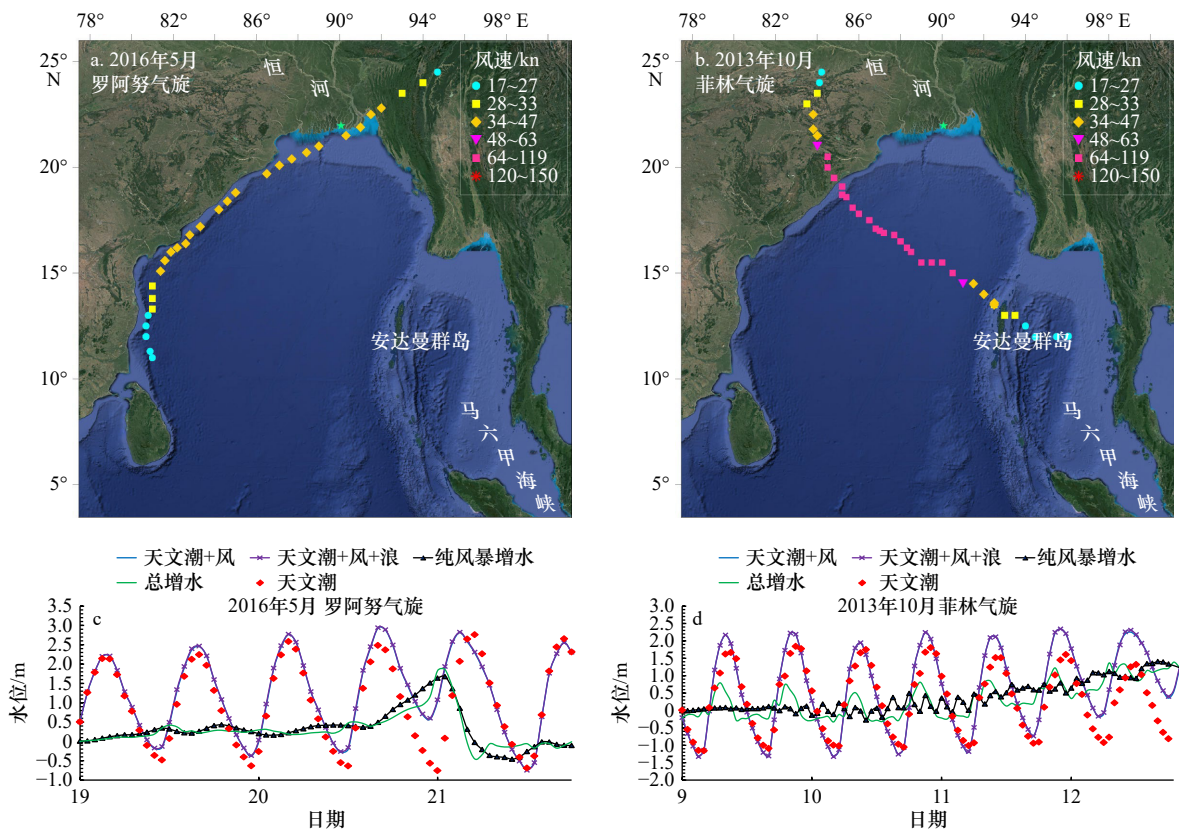 78° 82° 86° 90° 94° 98° E
25°
N
20°
15°
10°
5°
a. 2016年5月
罗阿努气旋
恒
河
风速/kn
17~27
28~33
34~47
48~63
64~119
120~150
安达曼群岛
马
六
甲
海
峡
78° 82° 86° 90° 94° 98° E
25°
N
20°
15°
10°
5°
b. 2013年10月
菲林气旋
恒
河
风速/kn
17~27
28~33
34~47
48~63
64~119
120~150
安达曼群岛
马
六
甲
海
峡
天文潮+风 天文潮+风+浪 纯风暴增水
总增水 天文潮
2016年5月 罗阿努气旋
c
水位/m
3.5
3.0
2.5
2.0
1.5
1.0
0.5
0
−0.5
−1.0
19 20 21
日期
天文潮+风 天文潮+风+浪 纯风暴增水
总增水 天文潮
2013年10月菲林气旋
d
水位/m
3.0
2.5
2.0
1.5
1.0
0.5
0
−0.5
−1.0
−1.5
−2.0
9 10 11 12
日期